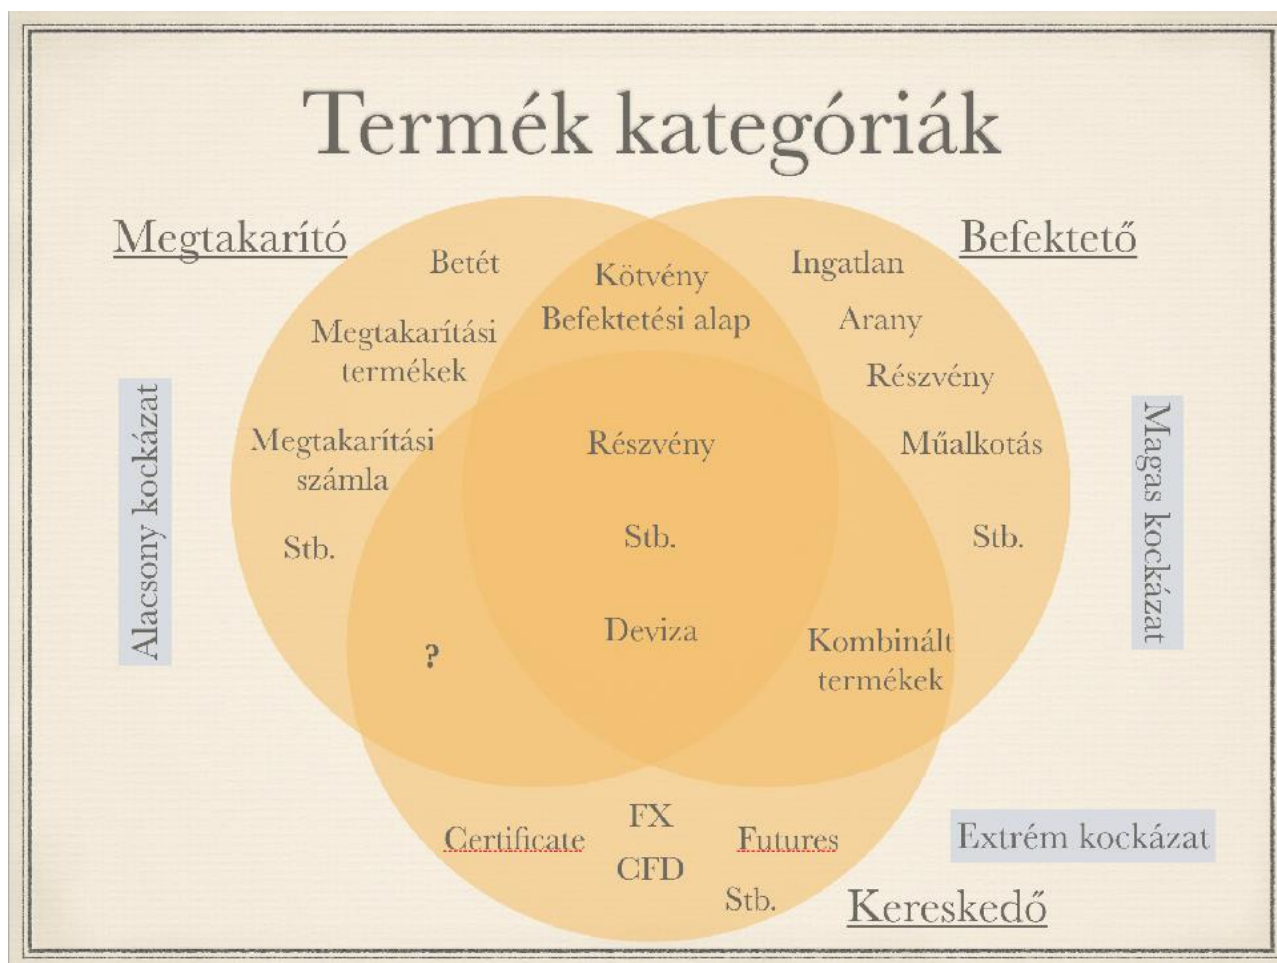 Termék kategóriák
Megtakarító
Befektető
Betét
Kötvény
Befektetési alap
Ingatlan
Arany
Megtakarítási
termékek
Részvény
Megtakarítási
számla
Részvény
Műalkotás
Alacsony kockázat
Magas kockázat
Stb.
Stb.
Stb.
?
Deviza
Kombinált
termékek
FX
Certificate
Futures
CFD
Stb.
Extrém kockázat
Kereskedő